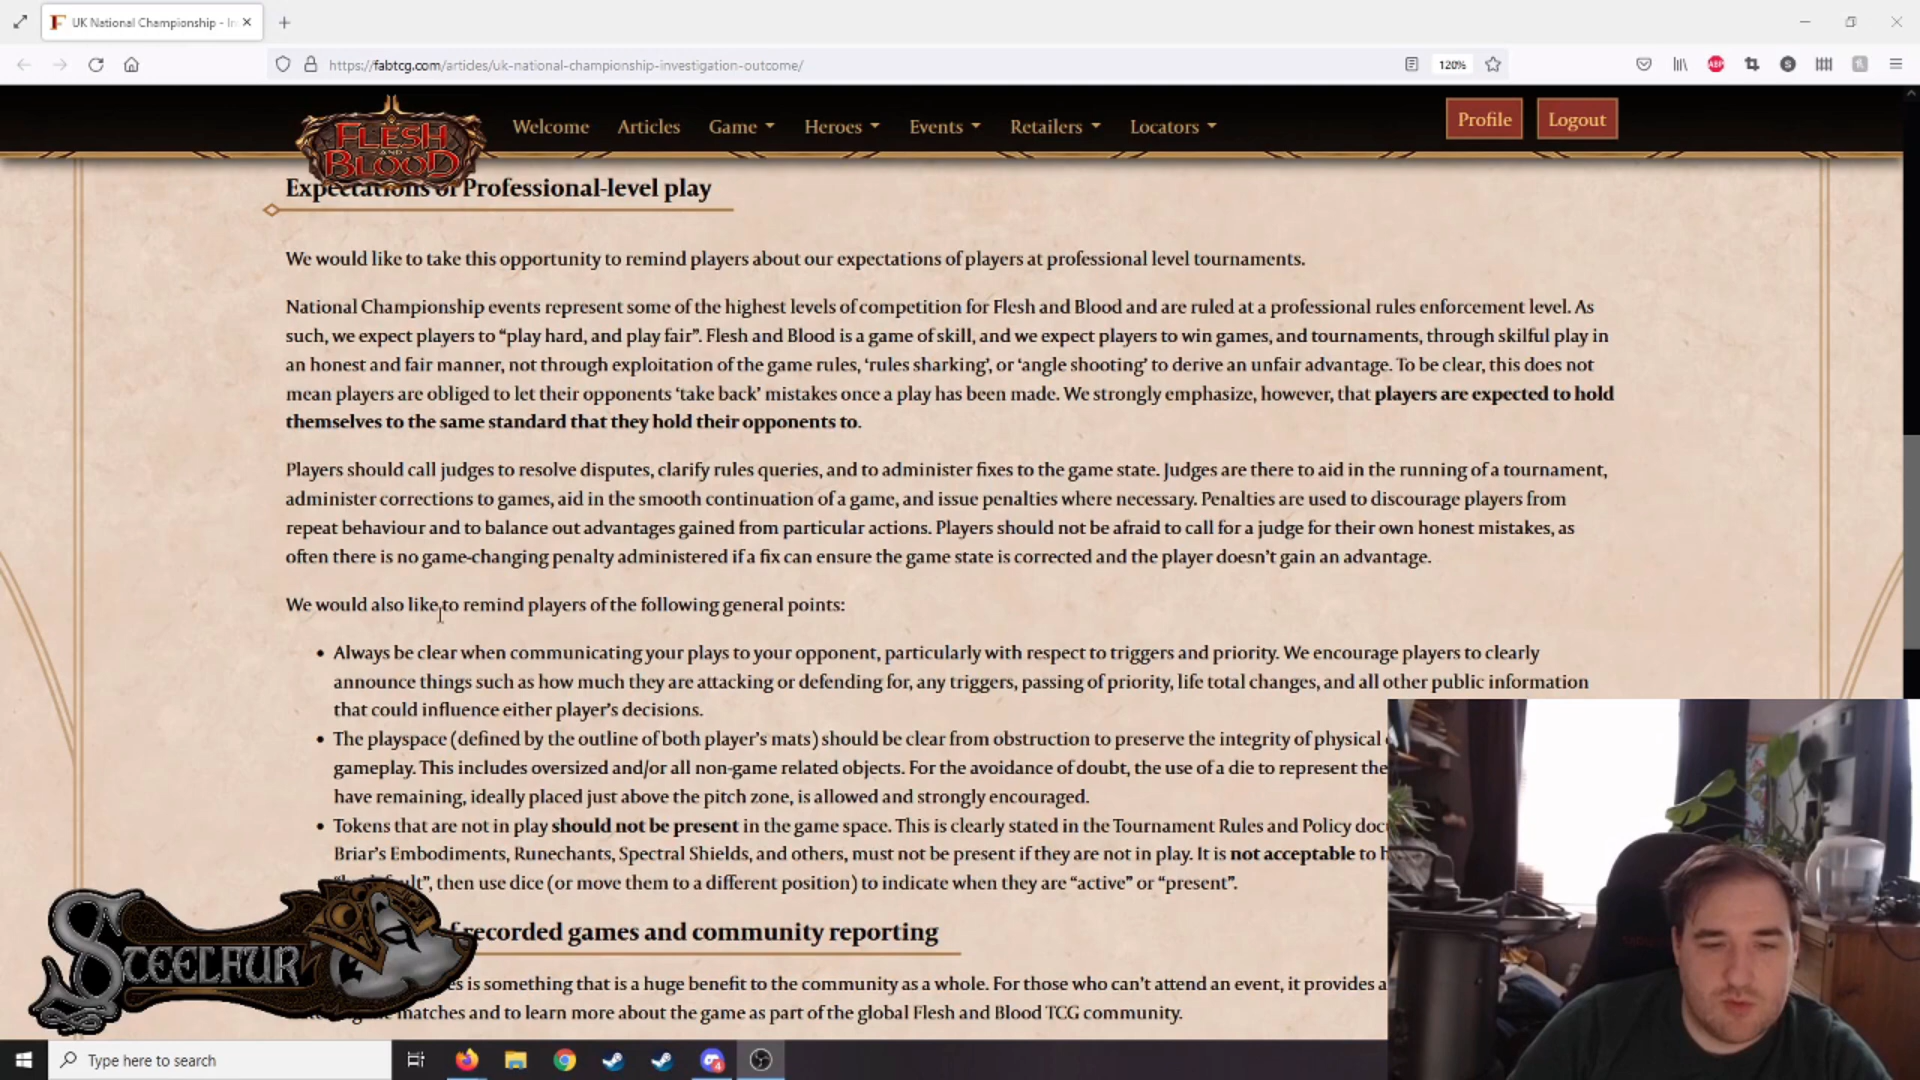 UK National Championship - In
https://fabtcg.com/articles/uk-national-championship-investigation-outcome/
120%
ABP
FLESH
AND
BLOOD
Welcome
Articles
Game
Heroes
Events
Retailers
Locators
Profile
Logout
Expectations of Professional-level play
We would like to take this opportunity to remind players about our expectations of players at professional level tournaments.
National Championship events represent some of the highest levels of competition for Flesh and Blood and are ruled at a professional rules enforcement level. As
such, we expect players to “play hard, and play fair”. Flesh and Blood is a game of skill, and we expect players to win games, and tournaments, through skilful play in
an honest and fair manner, not through exploitation of the game rules, ‘rules sharking’, or ‘angle shooting’ to derive an unfair advantage. To be clear, this does not
mean players are obliged to let their opponents ‘take back’ mistakes once a play has been made. We strongly emphasize, however, that players are expected to hold
themselves to the same standard that they hold their opponents to.
Players should call judges to resolve disputes, clarify rules queries, and to administer fixes to the game state. Judges are there to aid in the running of a tournament,
administer corrections to games, aid in the smooth continuation of a game, and issue penalties where necessary. Penalties are used to discourage players from
repeat behaviour and to balance out advantages gained from particular actions. Players should not be afraid to call for a judge for their own honest mistakes, as
often there is no game-changing penalty administered if a fix can ensure the game state is corrected and the player doesn’t gain an advantage.
We would also like to remind players of the following general points:
• Always be clear when communicating your plays to your opponent, particularly with respect to triggers and priority. We encourage players to clearly
announce things such as how much they are attacking or defending for, any triggers, passing of priority, life total changes, and all other public information
that could influence either player’s decisions.
• The playspace (defined by the outline of both player’s mats) should be clear from obstruction to preserve the integrity of physical
gameplay. This includes oversized and/or all non-game related objects. For the avoidance of doubt, the use of a die to represent the
have remaining, ideally placed just above the pitch zone, is allowed and strongly encouraged.
• Tokens that are not in play should not be present in the game space. This is clearly stated in the Tournament Rules and Policy doc
Briar’s Embodiments, Runechants, Spectral Shields, and others, must not be present if they are not in play. It is not acceptable to h
then use dice (or move them to a different position) to indicate when they are “active” or “present”.
recorded games and community reporting
es is something that is a huge benefit to the community as a whole. For those who can’t attend an event, it provides a
matches and to learn more about the game as part of the global Flesh and Blood TCG community.
STEELFUR
Type here to search
4